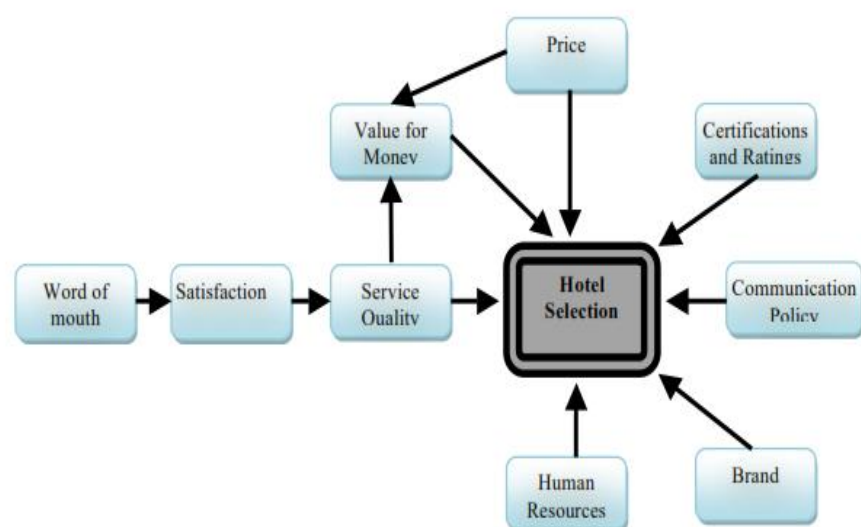 Price
Value for
Money
Certifications
and Ratings
Word of
mouth
Satisfaction
Service
Quality
Hotel
Selection
Communication
Policy
Human
Resources
Brand